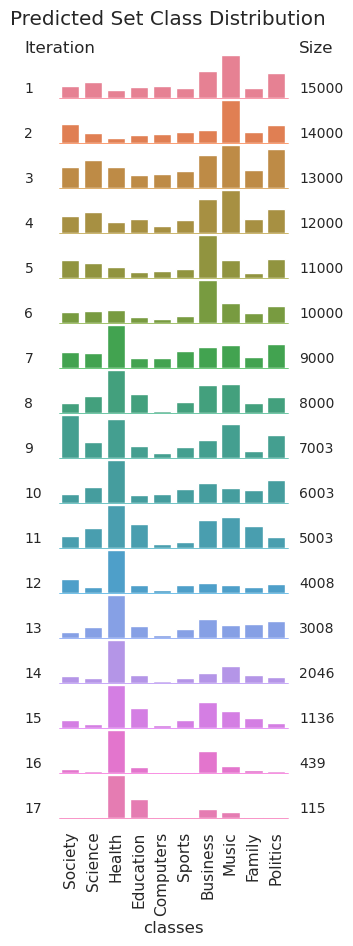 Predicted Set Class Distribution
Iteration Size
1 15000
2 14000
3 13000
4 12000
5 11000
6 10000
7 9000
8 8000
9 7003
10 6003
11 5003
12 4008
13 3008
14 2046
15 1136
16 439
17 115
Society
Science
Health
Education
Computers
Sports
Business
Music
Family
Politics
classes